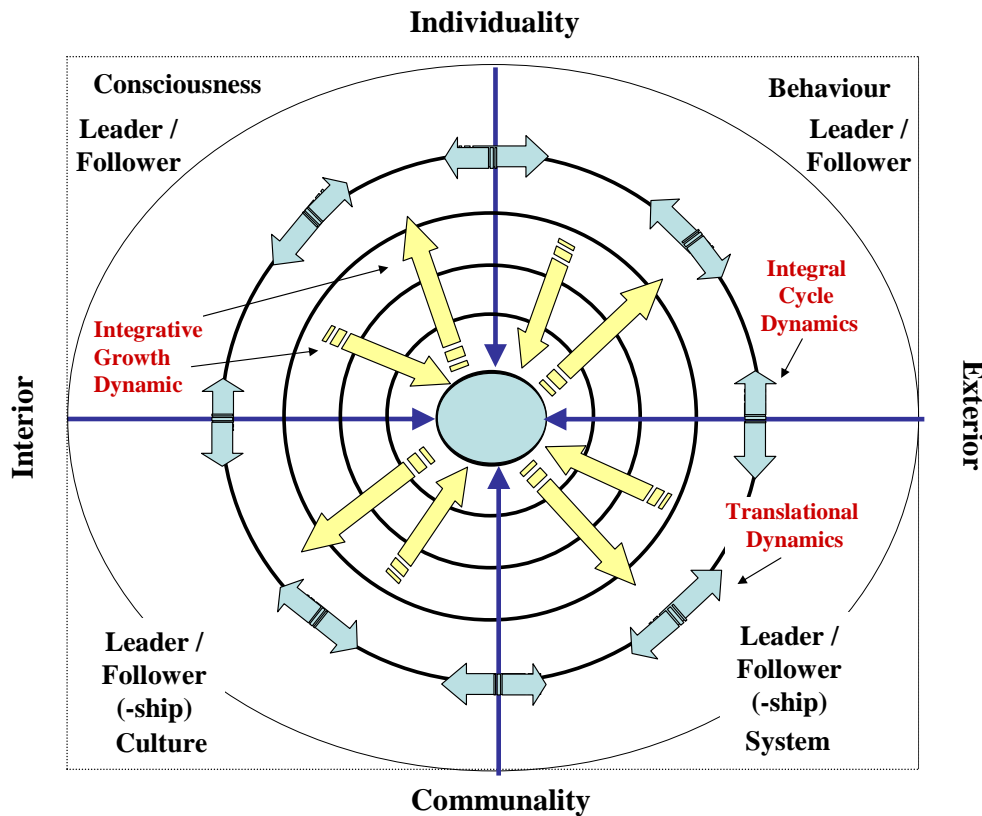 Individuality
Consciousness
Leader /
Follower
Behaviour
Leader /
Follower
Integral
Cycle
Dynamics
Integrative
Growth
Dynamic
Interior
Exterior
Translational
Dynamics
Leader /
Follower
(-ship)
Culture
Leader /
Follower
(-ship)
System
Communality